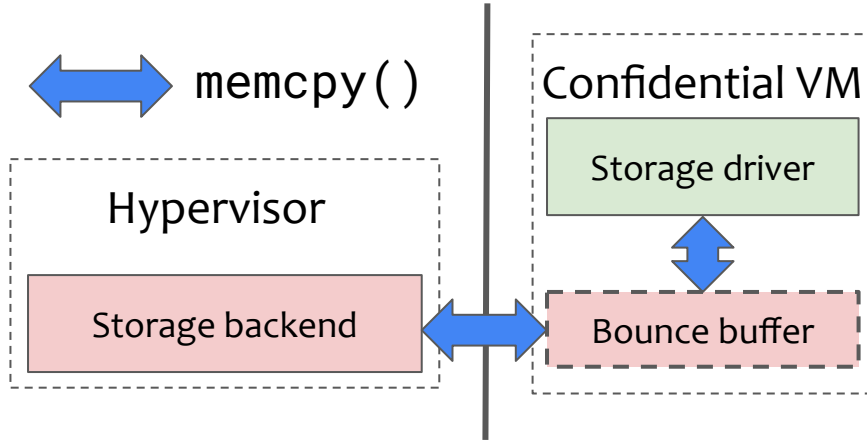 memcpy()
Hypervisor
Storage backend
Confidential VM
Storage driver
Bounce buffer